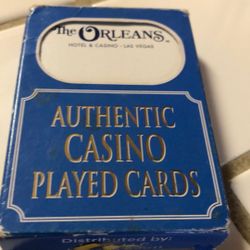 The ORLEANS
HOTEL & CASINO · LAS VEGAS
AUTHENTIC
CASINO
PLAYED CARDS
Distributed by: